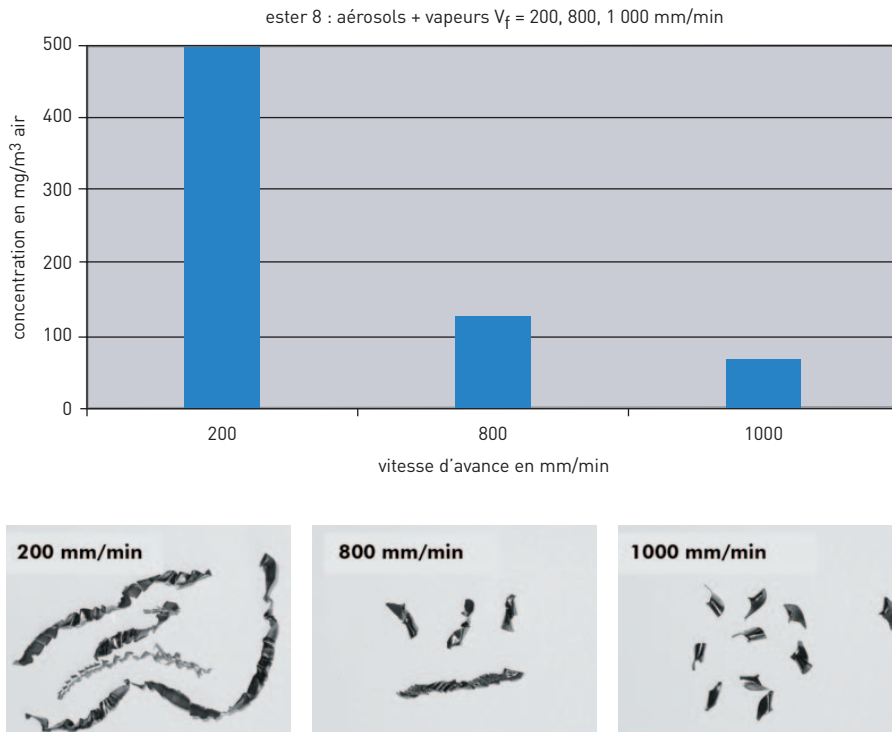 ester 8 : aérosols + vapeurs Vf = 200, 800, 1 000 mm/min
concentration en mg/m³ air
500
400
300
200
100
0
200 800 1000
vitesse d'avance en mm/min
200 mm/min 800 mm/min 1000 mm/min